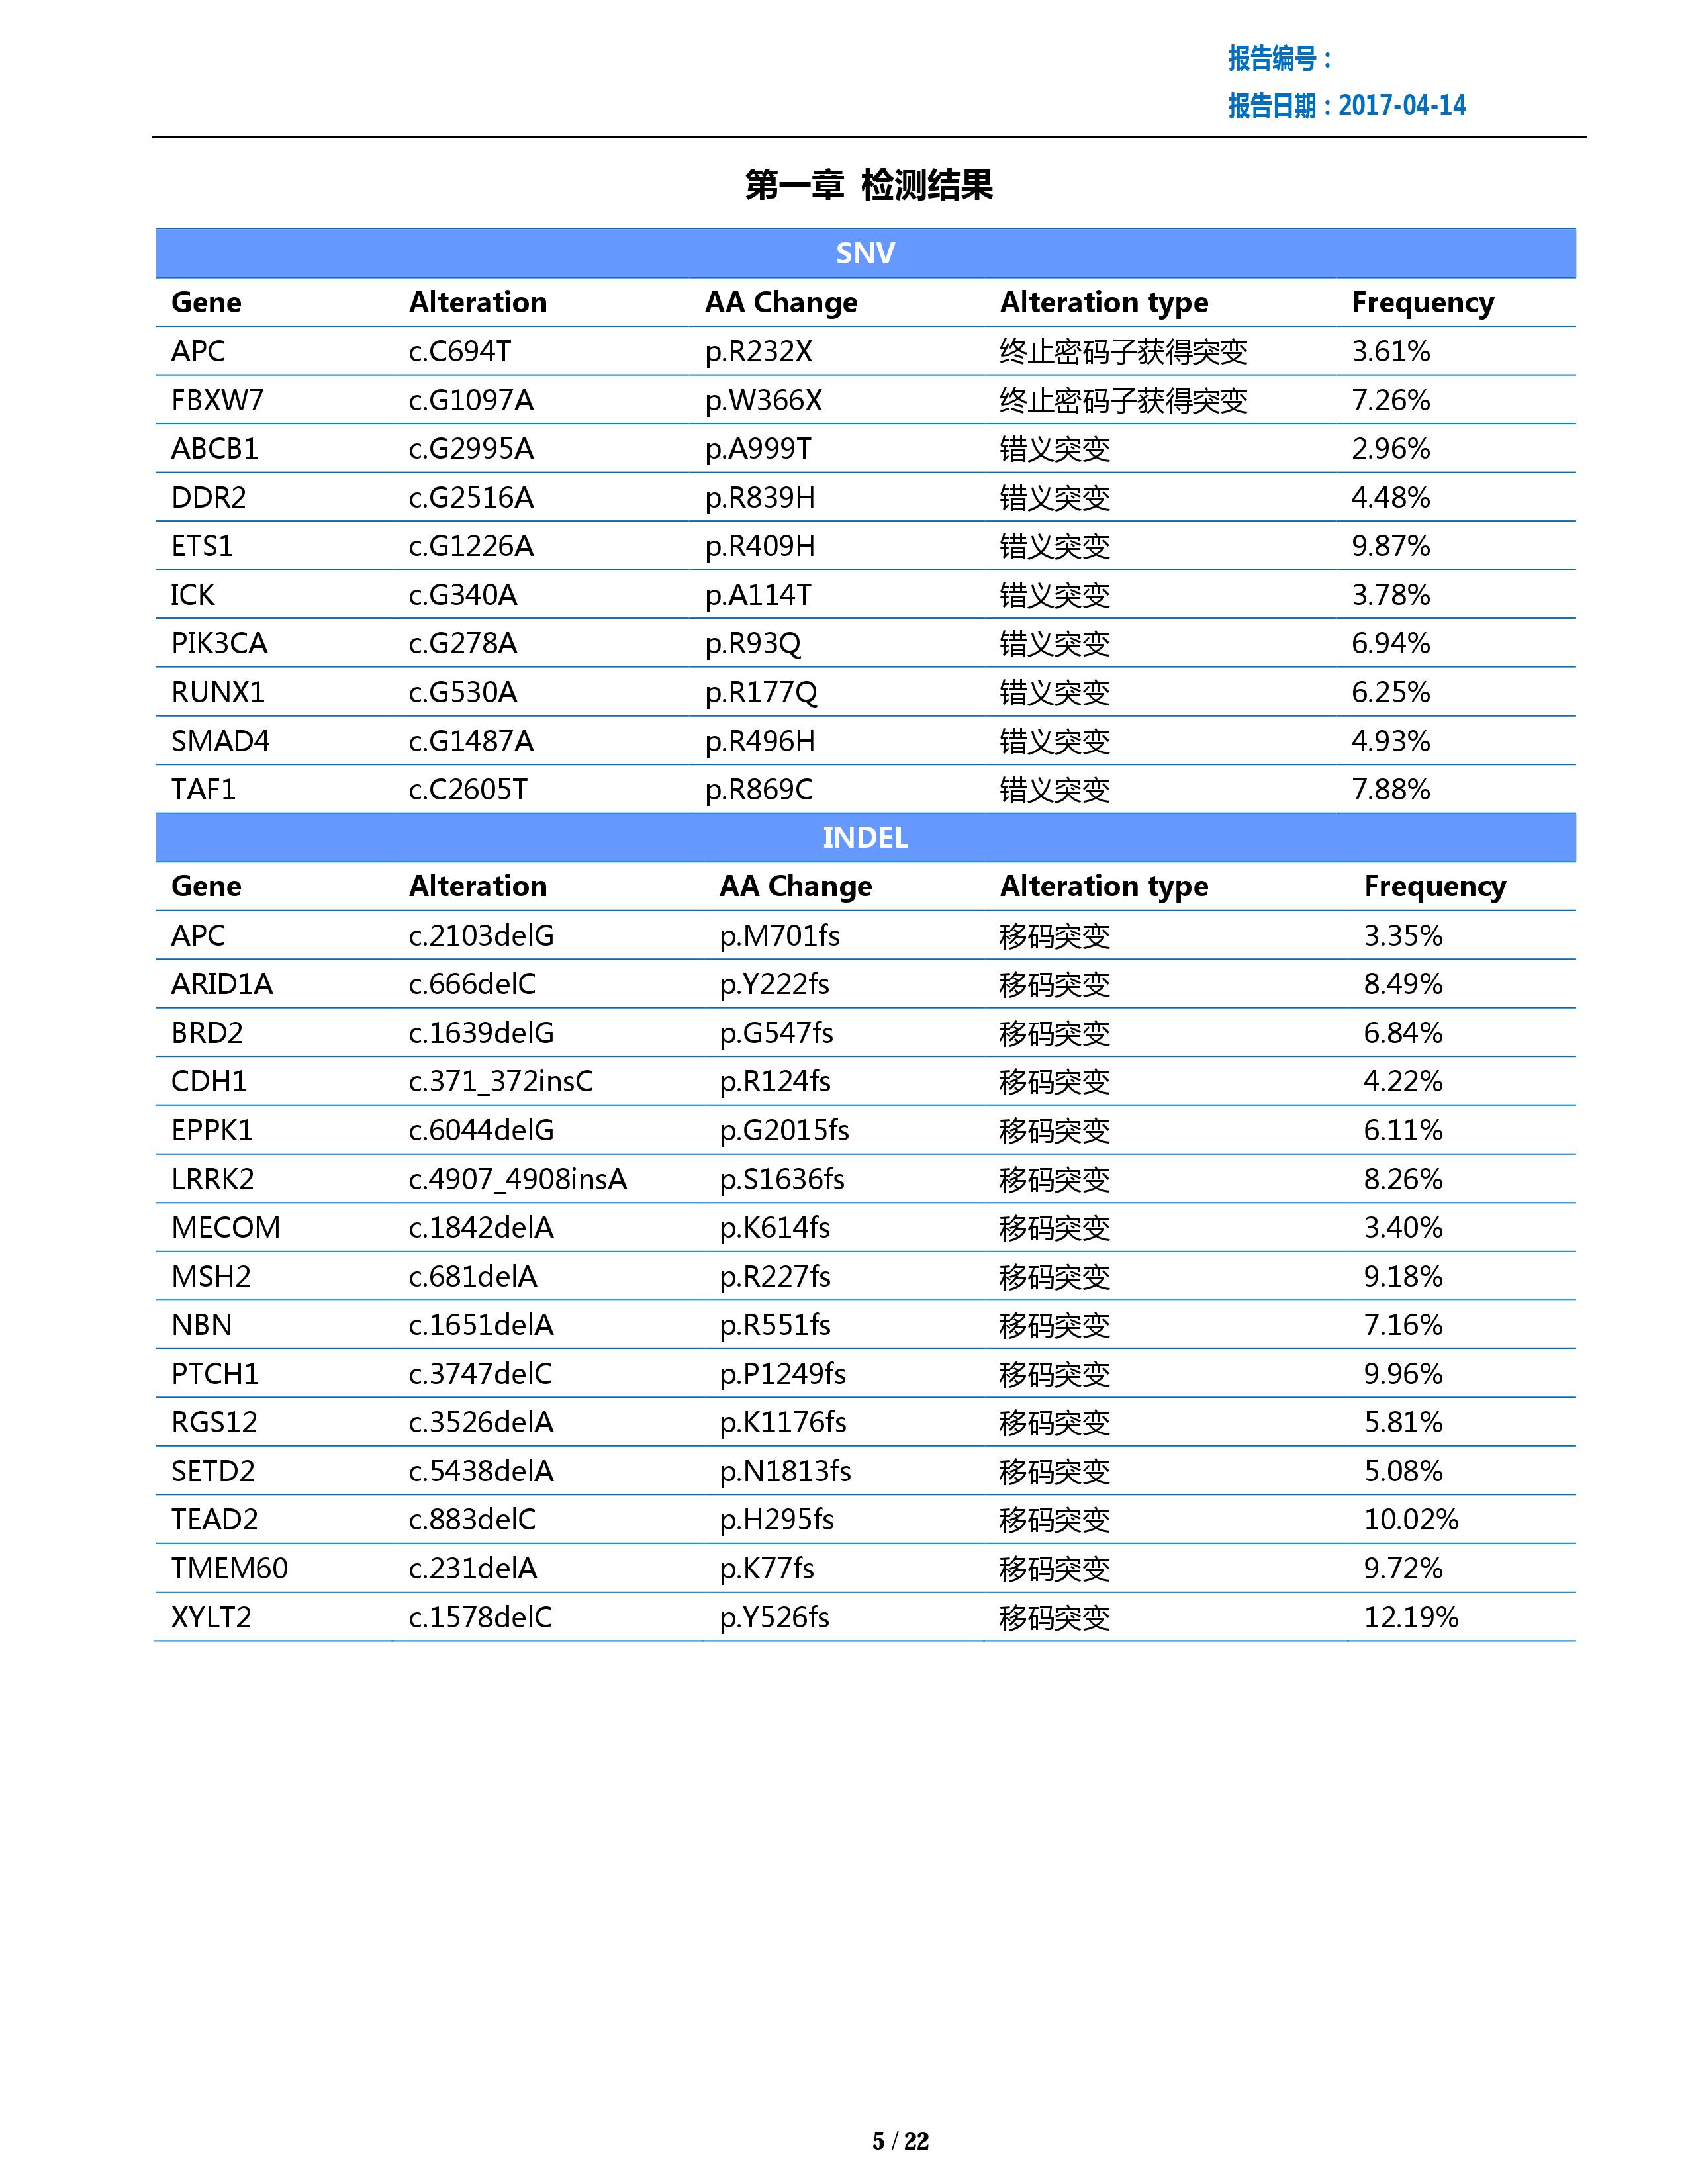 报告编号：
报告日期：2017-04-14
第一章 检测结果
SNV
Gene Alteration AA Change Alteration type Frequency
APC c.C694T p.R232X 终止密码子获得突变 3.61%
FBXW7 c.G1097A p.W366X 终止密码子获得突变 7.26%
ABCB1 c.G2995A p.A999T 错义突变 2.96%
DDR2 c.G2516A p.R839H 错义突变 4.48%
ETS1 c.G1226A p.R409H 错义突变 9.87%
ICK c.G340A p.A114T 错义突变 3.78%
PIK3CA c.G278A p.R93Q 错义突变 6.94%
RUNX1 c.G530A p.R177Q 错义突变 6.25%
SMAD4 c.G1487A p.R496H 错义突变 4.93%
TAF1 c.C2605T p.R869C 错义突变 7.88%
INDEL
Gene Alteration AA Change Alteration type Frequency
APC c.2103delG p.M701fs 移码突变 3.35%
ARID1A c.666delC p.Y222fs 移码突变 8.49%
BRD2 c.1639delG p.G547fs 移码突变 6.84%
CDH1 c.371_372insC p.R124fs 移码突变 4.22%
EPPK1 c.6044delG p.G2015fs 移码突变 6.11%
LRRK2 c.4907_4908insA p.S1636fs 移码突变 8.26%
MECOM c.1842delA p.K614fs 移码突变 3.40%
MSH2 c.681delA p.R227fs 移码突变 9.18%
NBN c.1651delA p.R551fs 移码突变 7.16%
PTCH1 c.3747delC p.P1249fs 移码突变 9.96%
RGS12 c.3526delA p.K1176fs 移码突变 5.81%
SETD2 c.5438delA p.N1813fs 移码突变 5.08%
TEAD2 c.883delC p.H295fs 移码突变 10.02%
TMEM60 c.231delA p.K77fs 移码突变 9.72%
XYLT2 c.1578delC p.Y526fs 移码突变 12.19%
5 / 22